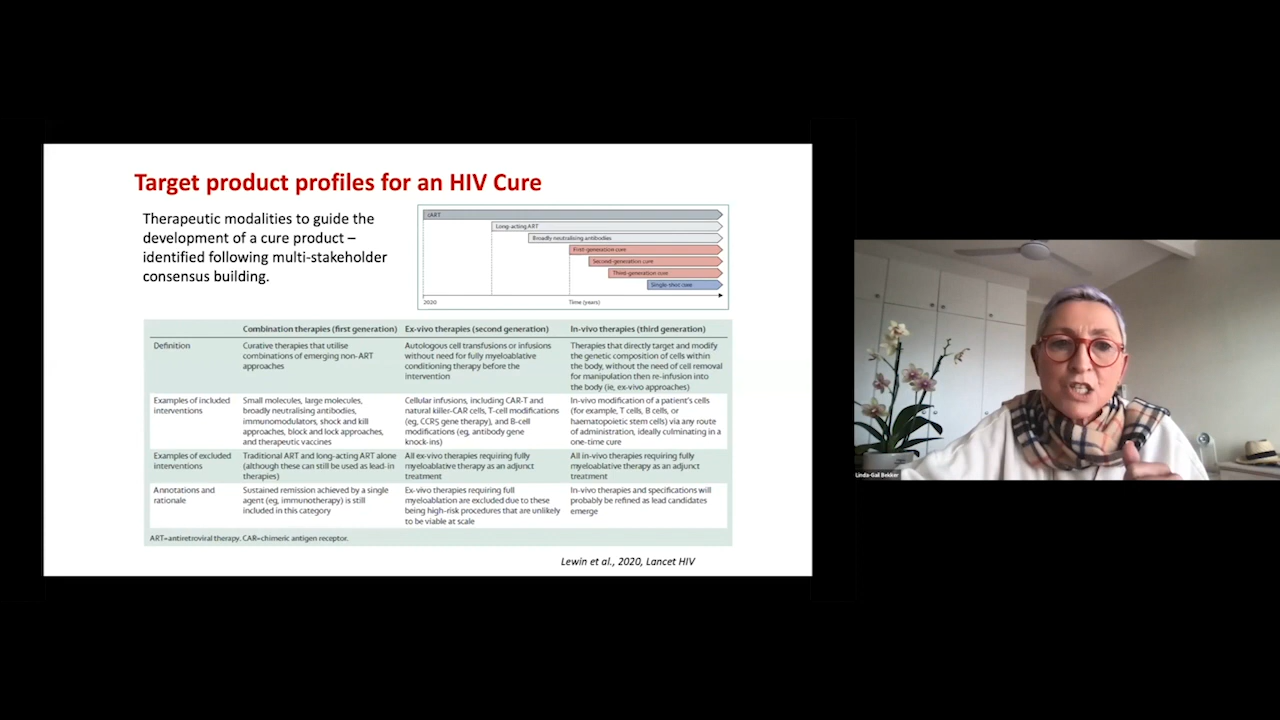 Target product profiles for an HIV Cure
Therapeutic modalities to guide the
development of a cure product –
identified following multi-stakeholder
consensus building.
cART
Long-acting ART
Broadly neutralising antibodies
First-generation cure
Second-generation cure
Third-generation cure
Single-shot cure
2020
Time (years)
Combination therapies (first generation)
Ex-vivo therapies (second generation)
In-vivo therapies (third generation)
Definition
Curative therapies that utilise
combinations of emerging non-ART
approaches
Autologous cell transfusions or infusions
without need for fully myeloablative
conditioning therapy before the
intervention
Therapies that directly target and modify
the genetic composition of cells within
the body, without the need of cell removal
for manipulation then re-infusion into
the body (ie, ex-vivo approaches)
Examples of included
interventions
Small molecules, large molecules,
broadly neutralising antibodies,
immunomodulators, shock and kill
approaches, block and lock approaches,
and therapeutic vaccines
Cellular infusions, including CAR-T and
natural killer-CAR cells, T-cell modifications
(eg, CCR5 gene therapy), and B-cell
modifications (eg, antibody gene
knock-ins)
In-vivo modification of a patient's cells
(for example, T cells, B cells, or
haematopoietic stem cells) via any route
of administration, ideally culminating in a
one-time cure
Examples of excluded
interventions
Traditional ART and long-acting ART alone
(although these can still be used as lead-in
therapies)
All ex-vivo therapies requiring fully
myeloablative therapy as an adjunct
treatment
All in-vivo therapies requiring fully
myeloablative therapy as an adjunct
treatment
Annotations and
rationale
Sustained remission achieved by a single
agent (eg, immunotherapy) is still
included in this category
Ex-vivo therapies requiring full
myeloablation are excluded due to these
being high-risk procedures that are unlikely
to be viable at scale
In-vivo therapies and specifications will
probably be refined as lead candidates
emerge
ART=antiretroviral therapy. CAR=chimeric antigen receptor.
Lewin et al., 2020, Lancet HIV
Linda-Gail Bekker